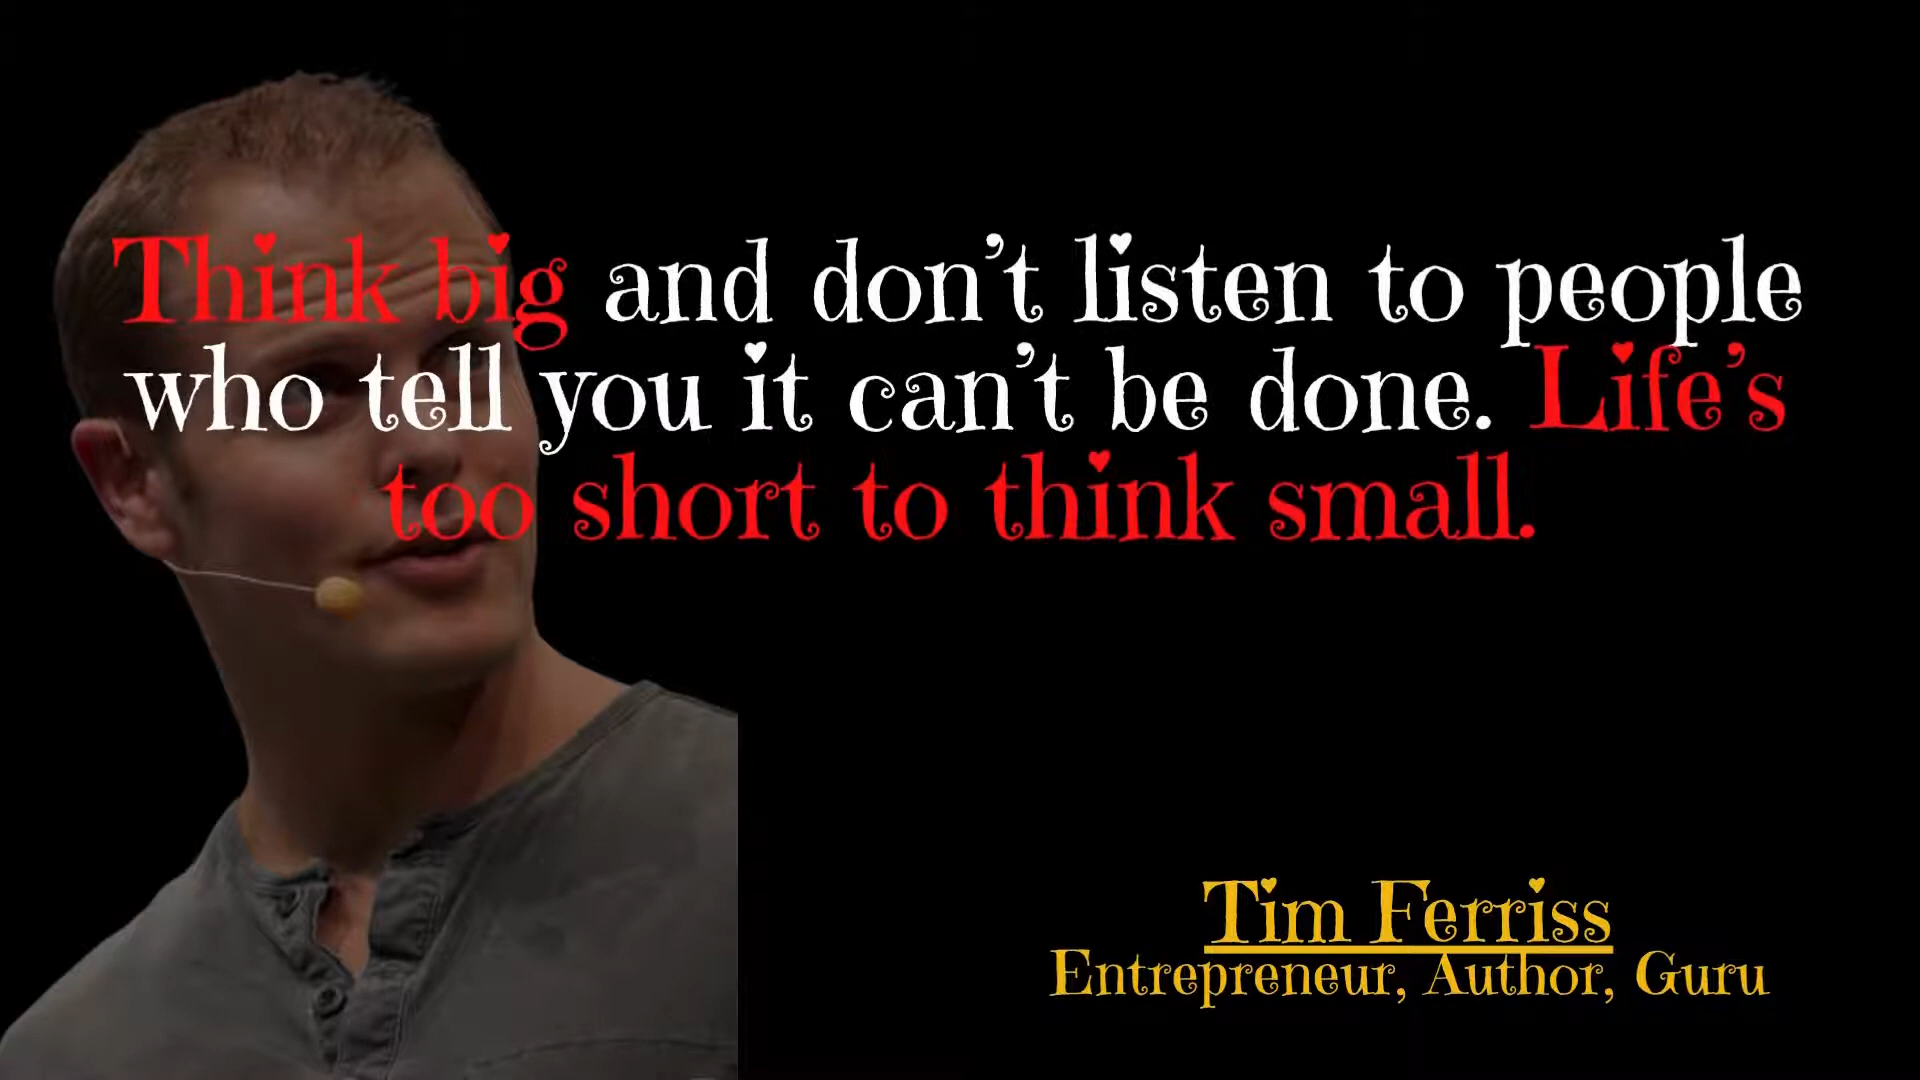 Think big and don’t listen to people
who tell you it can’t be done. Life’s
too short to think small.
Tim Ferriss
Entrepreneur, Author, Guru